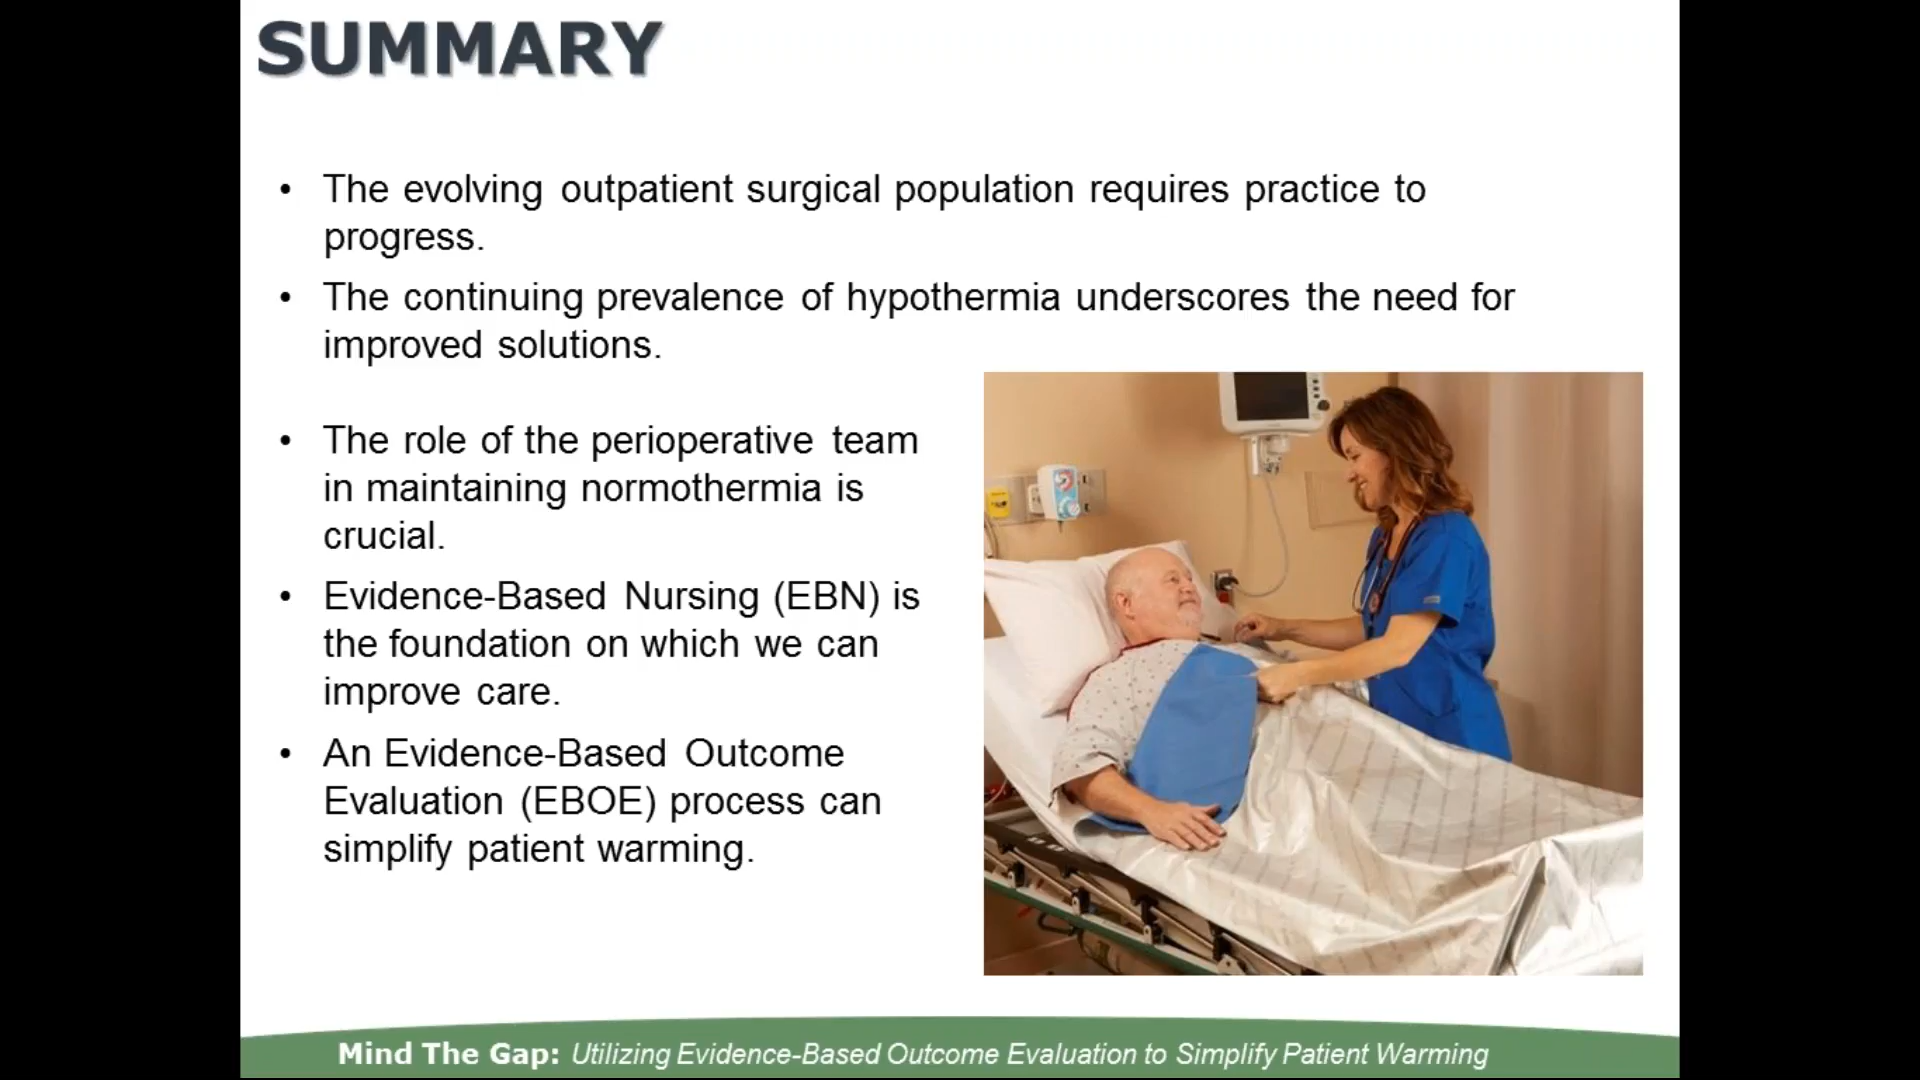 SUMMARY
• The evolving outpatient surgical population requires practice to
progress.
• The continuing prevalence of hypothermia underscores the need for
improved solutions.
• The role of the perioperative team
in maintaining normothermia is
crucial.
• Evidence-Based Nursing (EBN) is
the foundation on which we can
improve care.
• An Evidence-Based Outcome
Evaluation (EBOE) process can
simplify patient warming.
Mind The Gap: Utilizing Evidence-Based Outcome Evaluation to Simplify Patient Warming